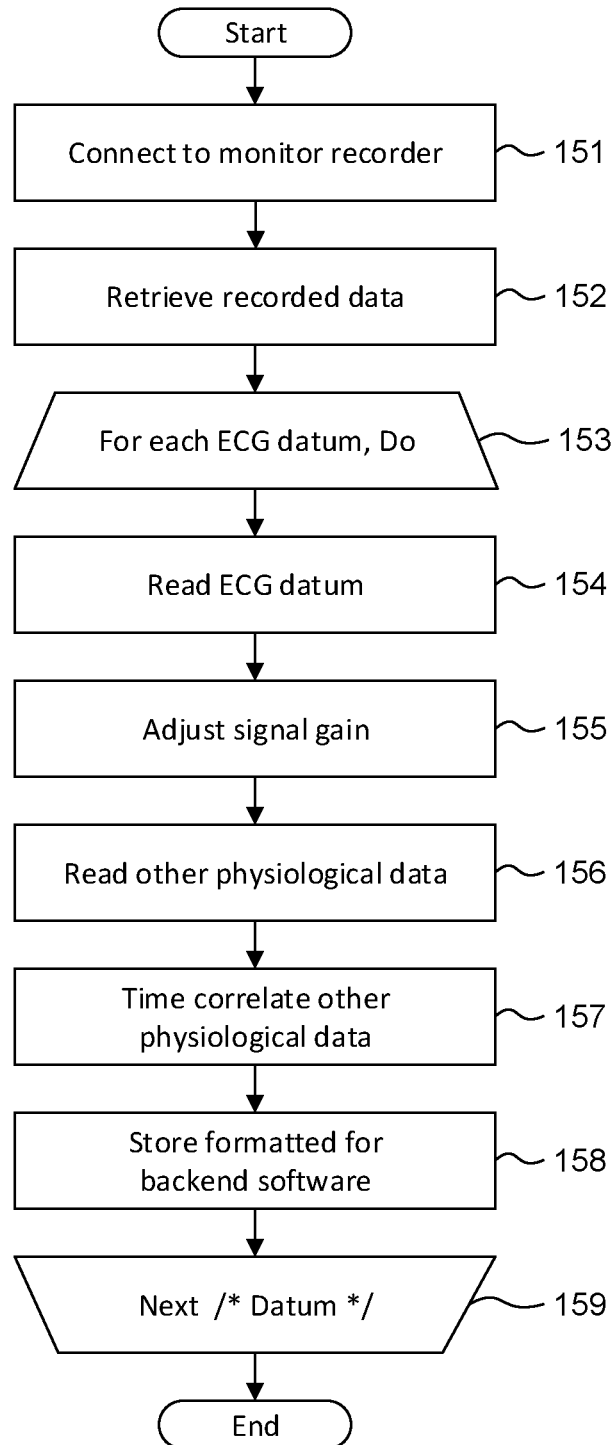 Start
Connect to monitor recorder
151
Retrieve recorded data
152
For each ECG datum, Do
153
Read ECG datum
154
Adjust signal gain
155
Read other physiological data
156
Time correlate other
physiological data
157
Store formatted for
backend software
158
Next /* Datum */
159
End